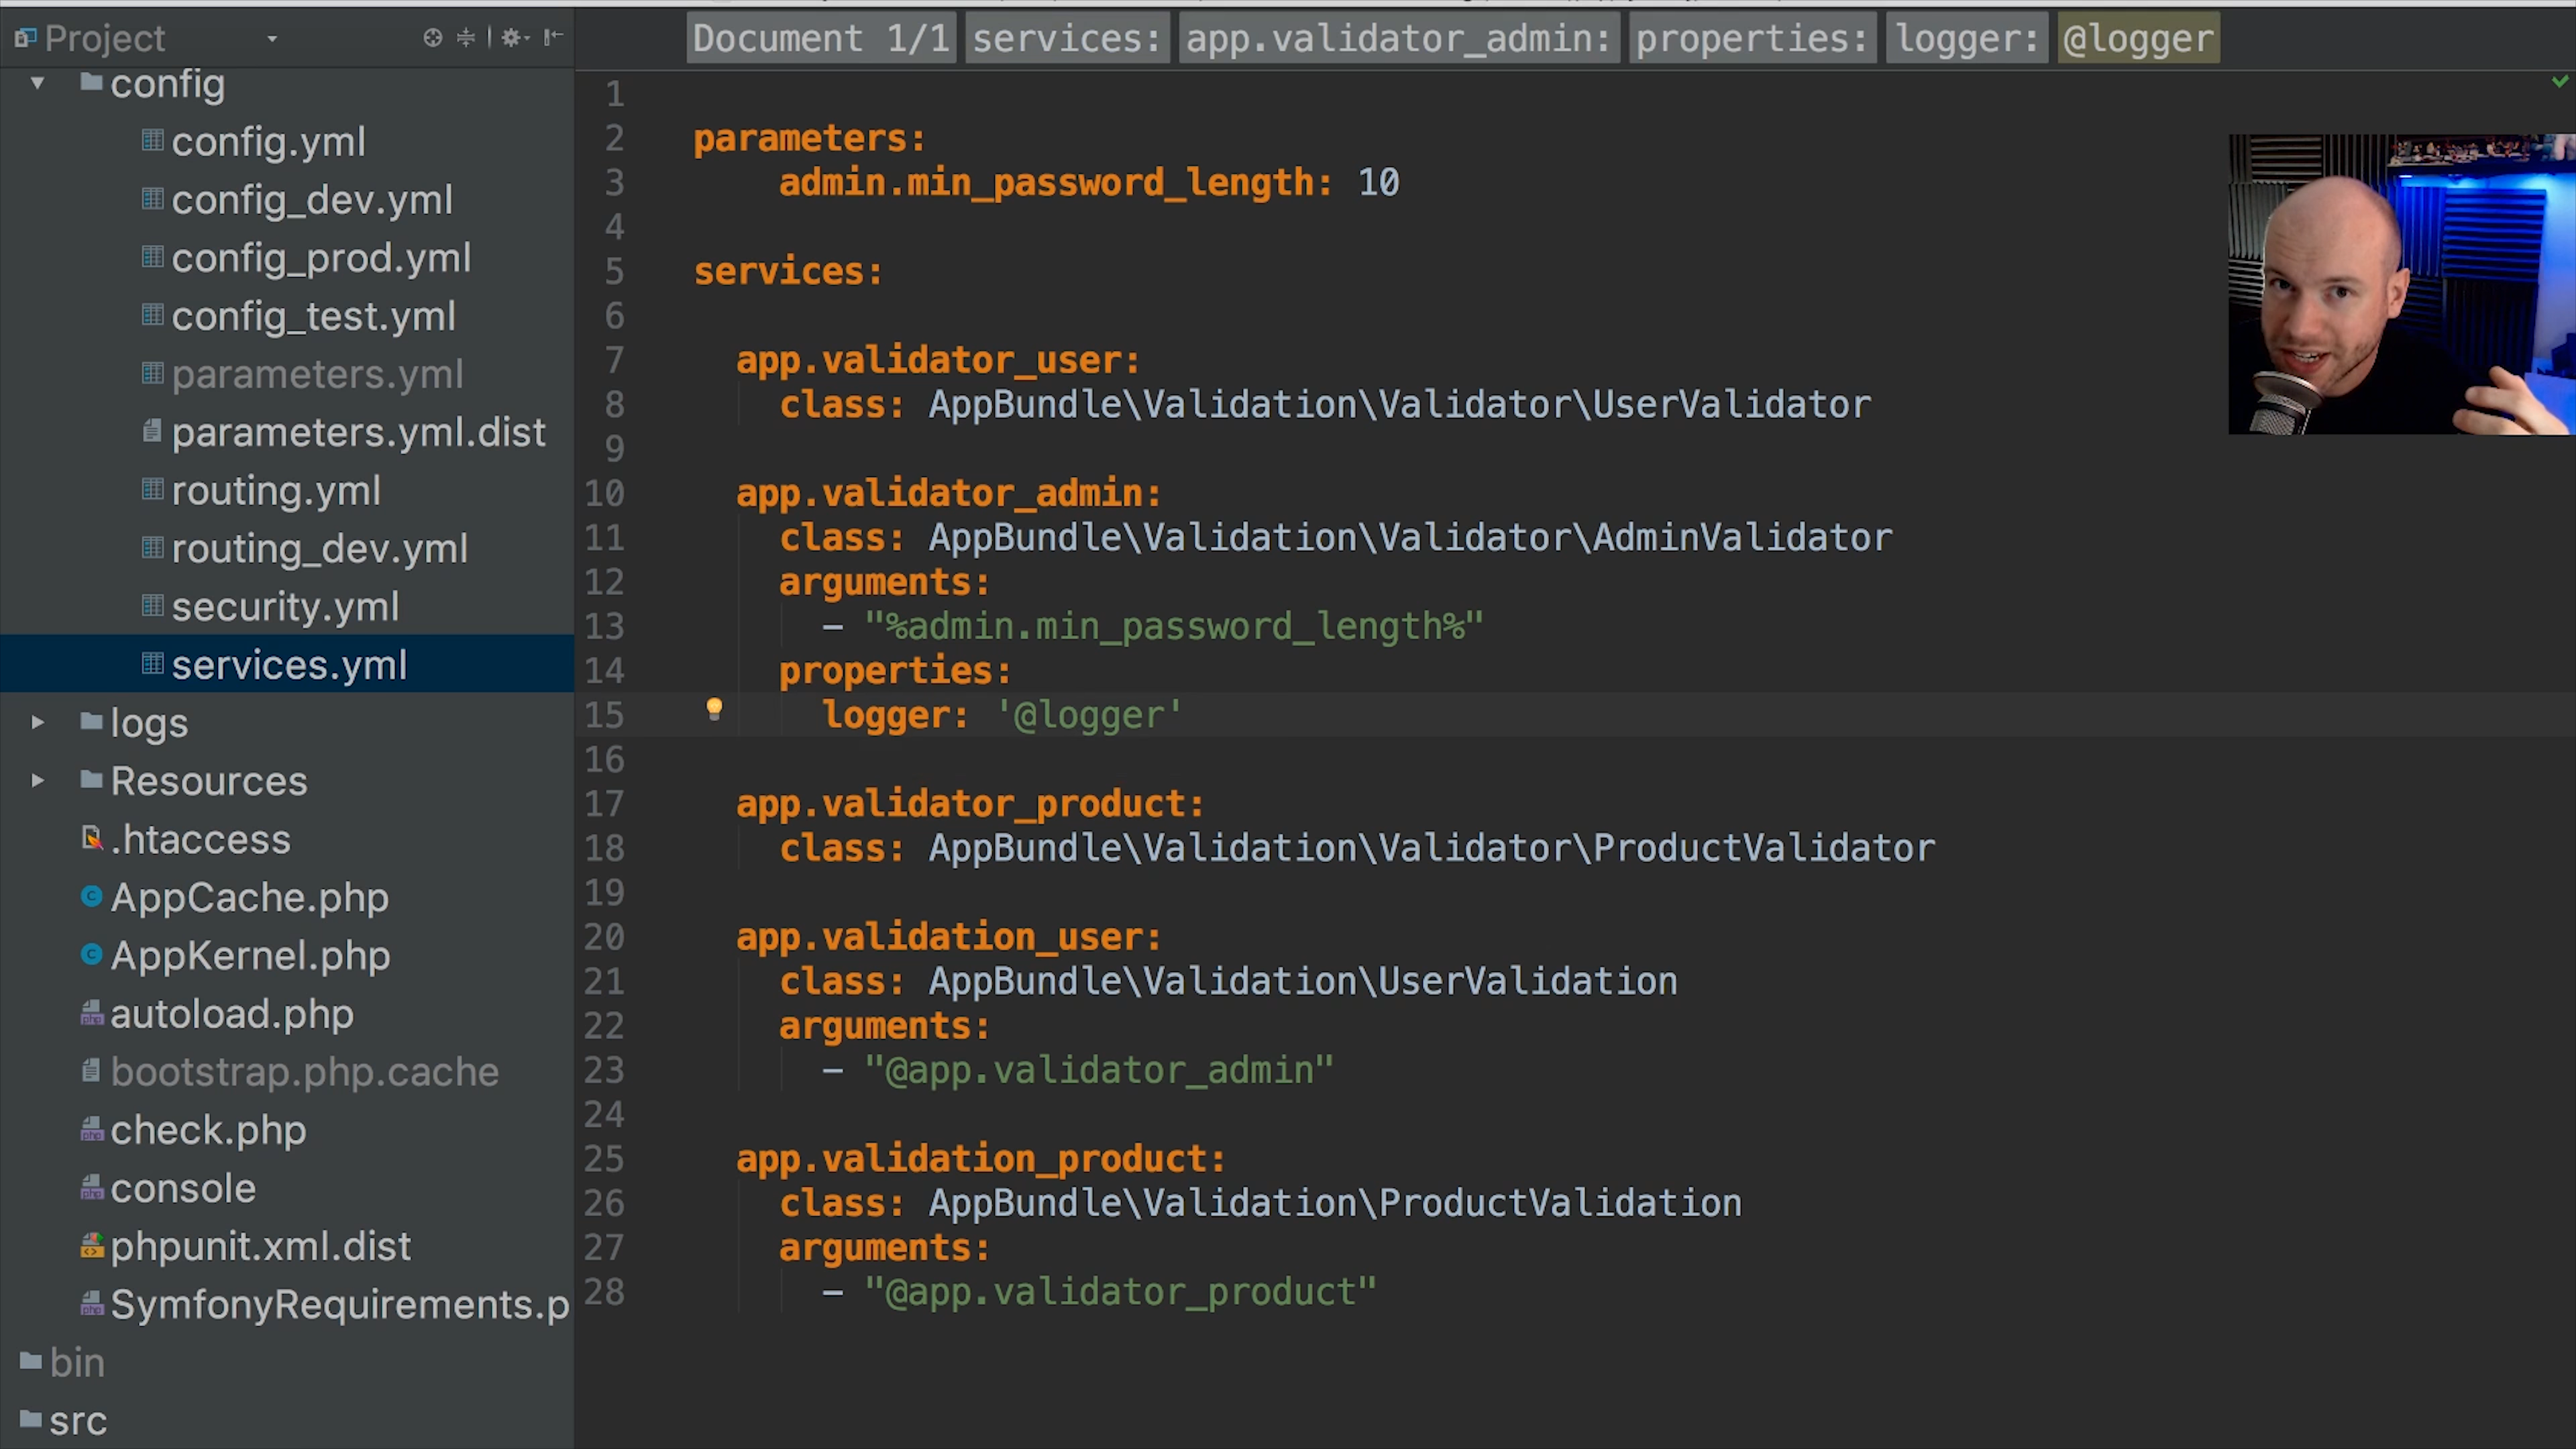 Project
config
config.yml
config_dev.yml
config_prod.yml
config_test.yml
parameters.yml
parameters.yml.dist
routing.yml
routing_dev.yml
security.yml
services.yml
logs
Resources
.htaccess
AppCache.php
AppKernel.php
autoload.php
bootstrap.php.cache
check.php
console
phpunit.xml.dist
SymfonyRequirements.p
bin
src
Document 1/1 services: app.validator_admin: properties: logger: @logger
1
2 parameters:
3 admin.min_password_length: 10
4
5 services:
6
7 app.validator_user:
8 class: AppBundle\Validation\Validator\UserValidator
9
10 app.validator_admin:
11 class: AppBundle\Validation\Validator\AdminValidator
12 arguments:
13 - "%admin.min_password_length%"
14 properties:
15 logger: '@logger'
16
17 app.validator_product:
18 class: AppBundle\Validation\Validator\ProductValidator
19
20 app.validation_user:
21 class: AppBundle\Validation\UserValidation
22 arguments:
23 - "@app.validator_admin"
24
25 app.validation_product:
26 class: AppBundle\Validation\ProductValidation
27 arguments:
28 - "@app.validator_product"